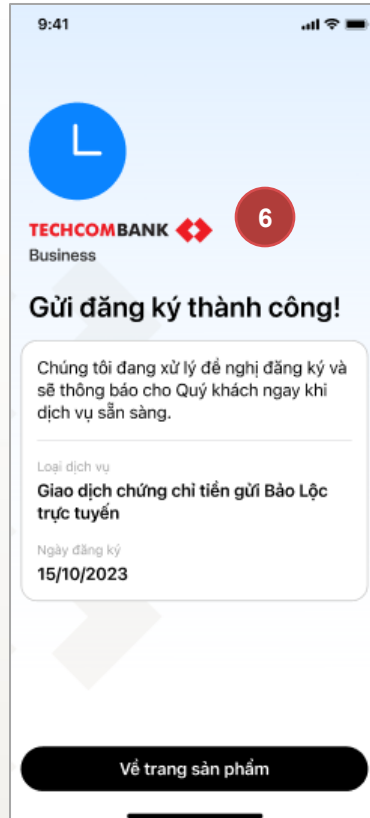 9:41
TECHCOMBANK
6
Business
Gửi đăng ký thành công!
Chúng tôi đang xử lý đề nghị đăng ký và
sẽ thông báo cho Quý khách ngay khi
dịch vụ sẵn sàng.
Loại dịch vụ
Giao dịch chứng chỉ tiền gửi Bảo Lộc
trực tuyến
Ngày đăng ký
15/10/2023
Về trang sản phẩm